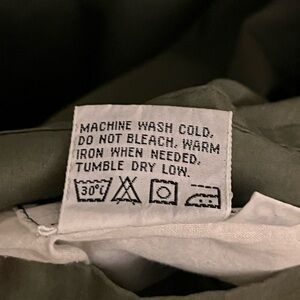 MACHINE WASH COLD,
DO NOT BLEACH, WARM
IRON WHEN NEEDED,
TUMBLE DRY LOW.
30°C